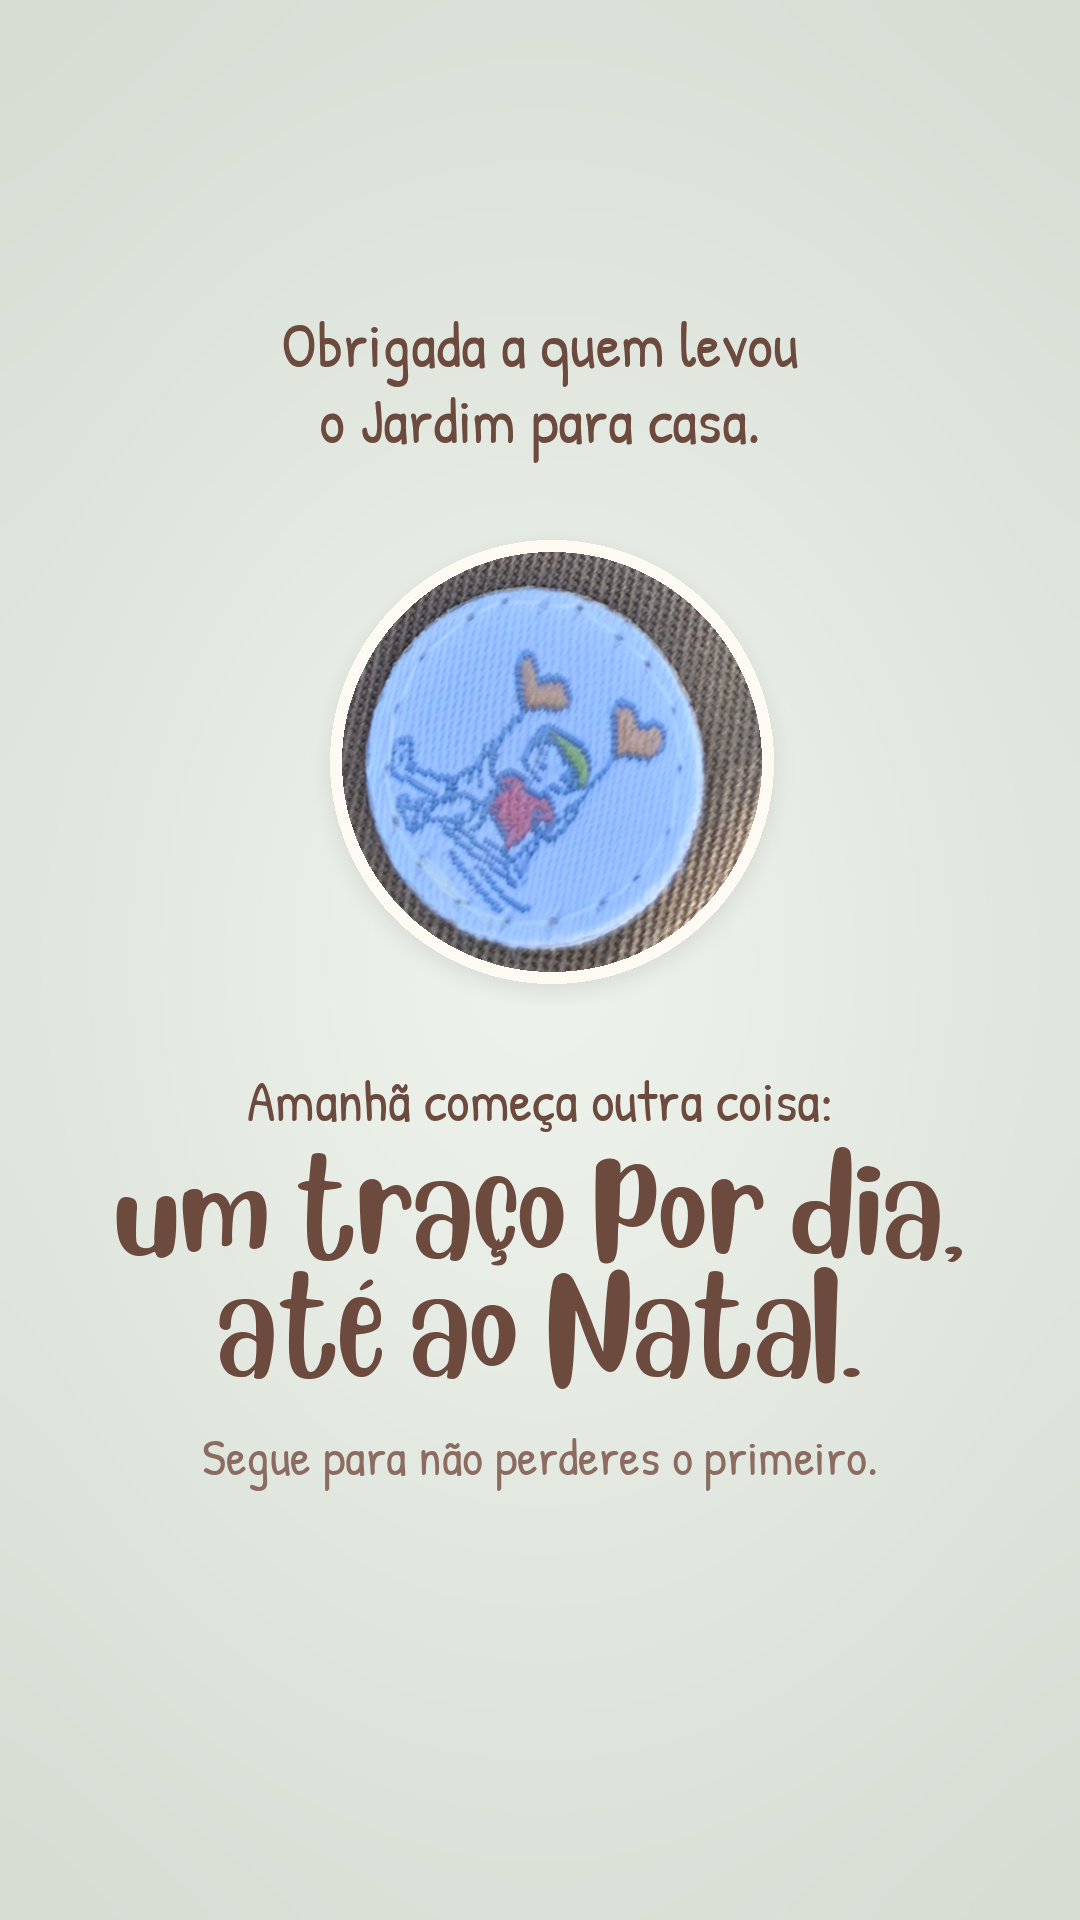 Obrigada a quem levou
o Jardim para casa.
Amanhã começa outra coisa:
um traço por dia,
até ao Natal.
Segue para não perderes o primeiro.